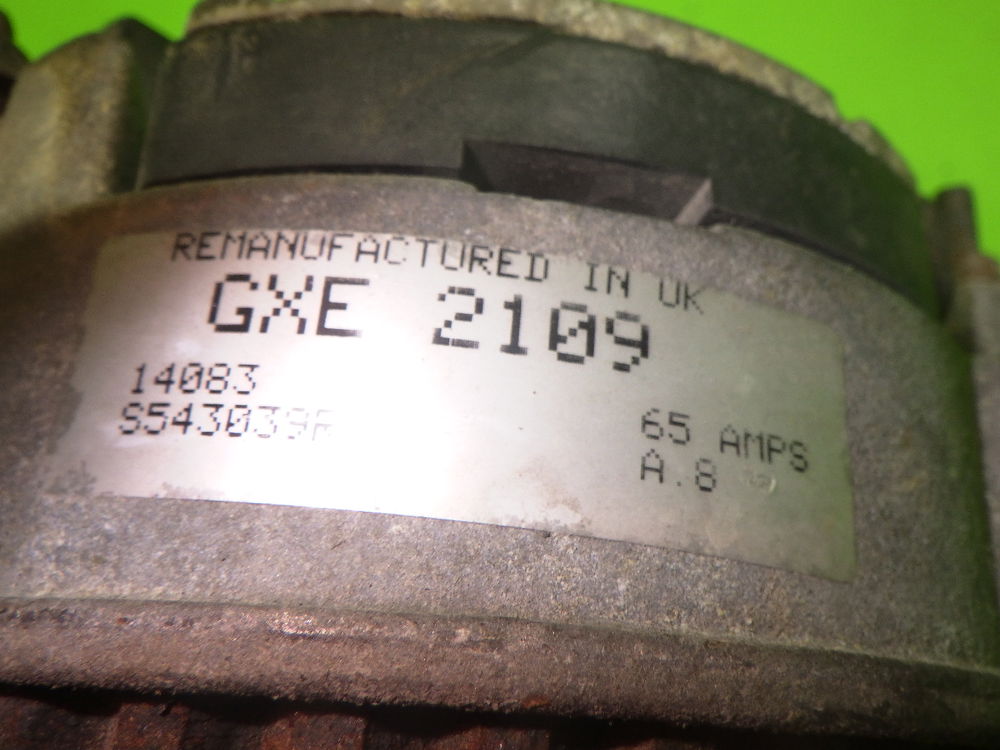 REMANUFACTURED IN UK
GXE 2109
14083
65 AMPS
A.8